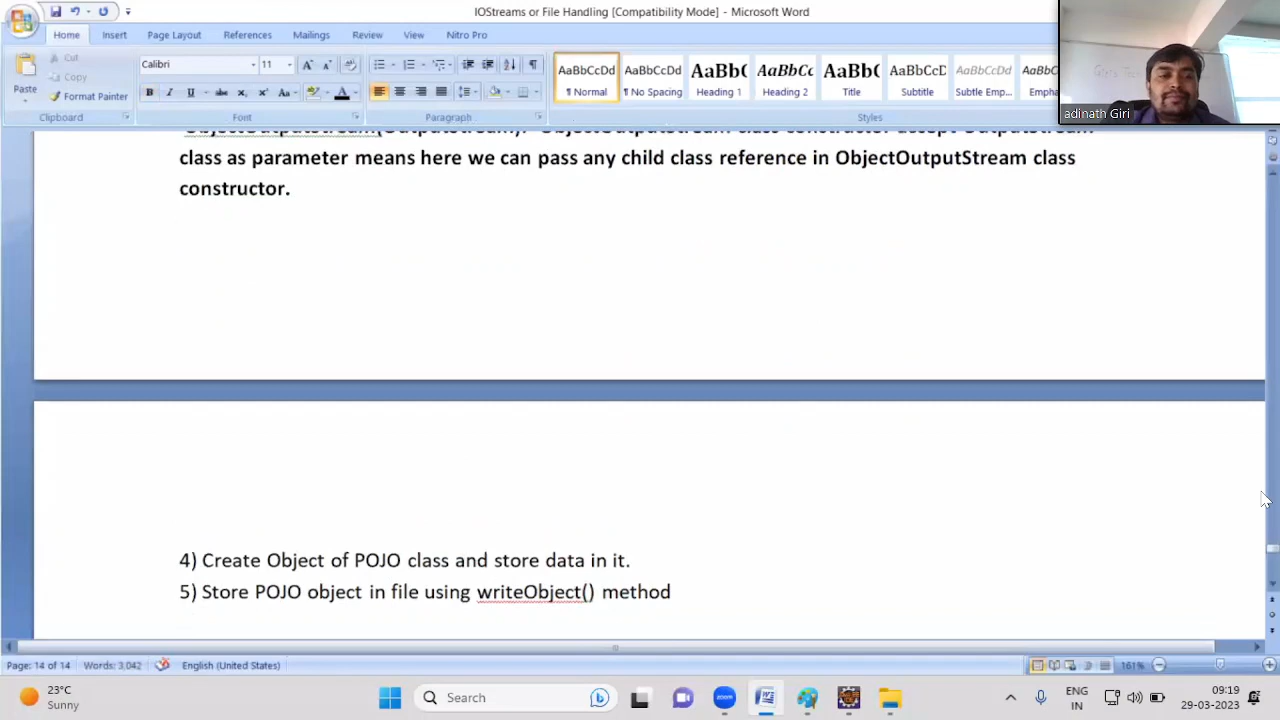 IOStreams or File Handling [Compatibility Mode] - Microsoft Word
Home Insert Page Layout References Mailings Review View Nitro Pro
Cut
Copy
Paste
Format Painter
Calibri 11
AaBbCcDd AaBbCcDd AaBb( AaBbCc AaBb( AaBbCcD AaBbCcDd AaBbCc
¶ Normal ¶ No Spacing Heading 1 Heading 2 Title Subtitle Subtle Emp... Empha
Clipboard Font Paragraph Styles
adinath Giri
class as parameter means here we can pass any child class reference in ObjectOutputStream class
constructor.
4) Create Object of POJO class and store data in it.
5) Store POJO object in file using writeObject() method
Page: 14 of 14 Words: 3,042 English (United States) 161%
23°C
Sunny
Search
zoom
ENG
IN
09:19
29-03-2023